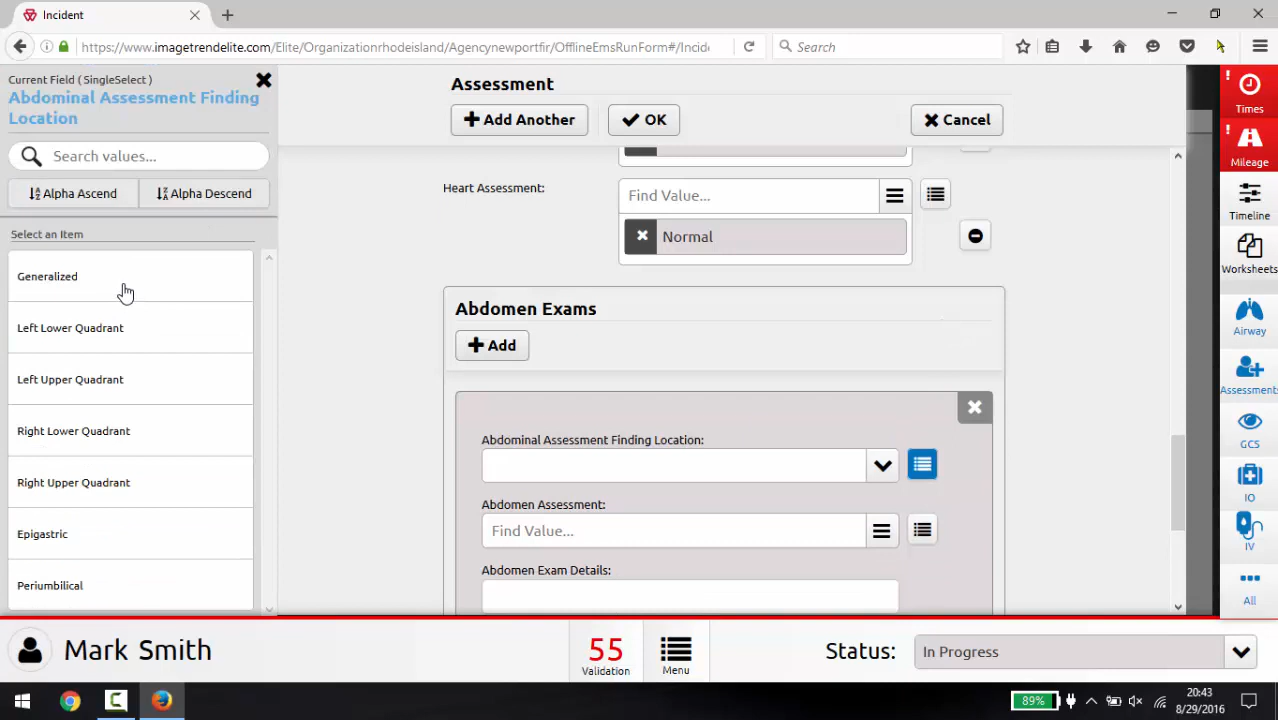 Incident
https://www.imagetrendelite.com/Elite/Organizationrhodeisland/Agencynewportfir/OfflineEmsRunForm#/Incide
Search
Current Field ( SingleSelect )
Abdominal Assessment Finding
Location
Search values...
Alpha Ascend
Alpha Descend
Select an Item
Generalized
Left Lower Quadrant
Left Upper Quadrant
Right Lower Quadrant
Right Upper Quadrant
Epigastric
Periumbilical
Assessment
Add Another
OK
Cancel
Heart Assessment:
Find Value...
Normal
Abdomen Exams
Add
Abdominal Assessment Finding Location:
Abdomen Assessment:
Find Value...
Abdomen Exam Details:
Times
Mileage
Timeline
Worksheets
Airway
Assessments
GCS
IO
IV
All
Mark Smith
55
Validation
Menu
Status:
In Progress
89%
20:43
8/29/2016